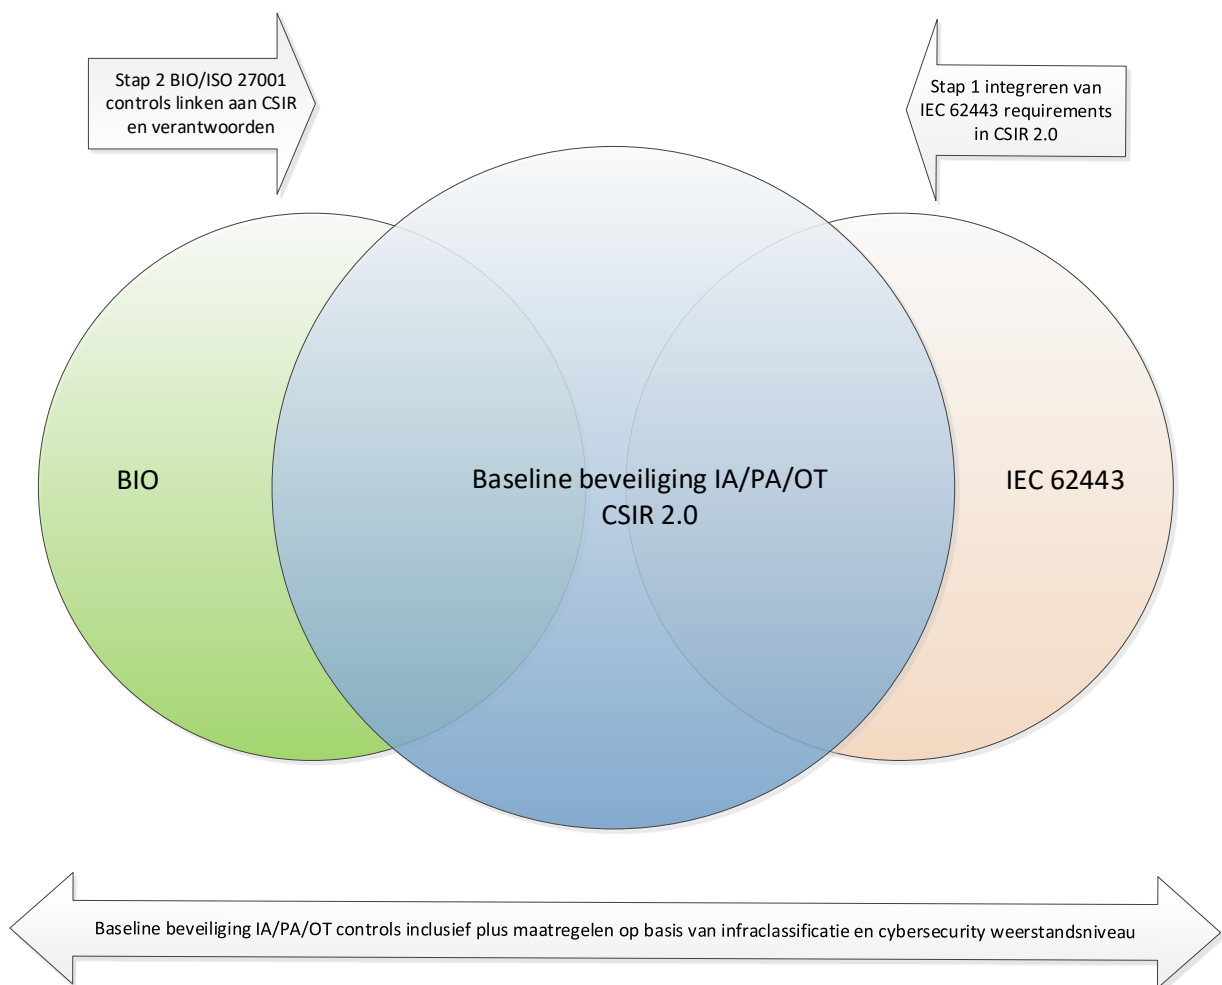 Stap 2 BIO/ISO 27001
controls linken aan CSIR
en verantwoorden
Stap 1 integreren van
IEC 62443 requirements
in CSIR 2.0
BIO
Baseline beveiliging IA/PA/OT
CSIR 2.0
IEC 62443
Baseline beveiliging IA/PA/OT controls inclusief plus maatregelen op basis van infraclassificatie en cybersecurity weerstandsniveau